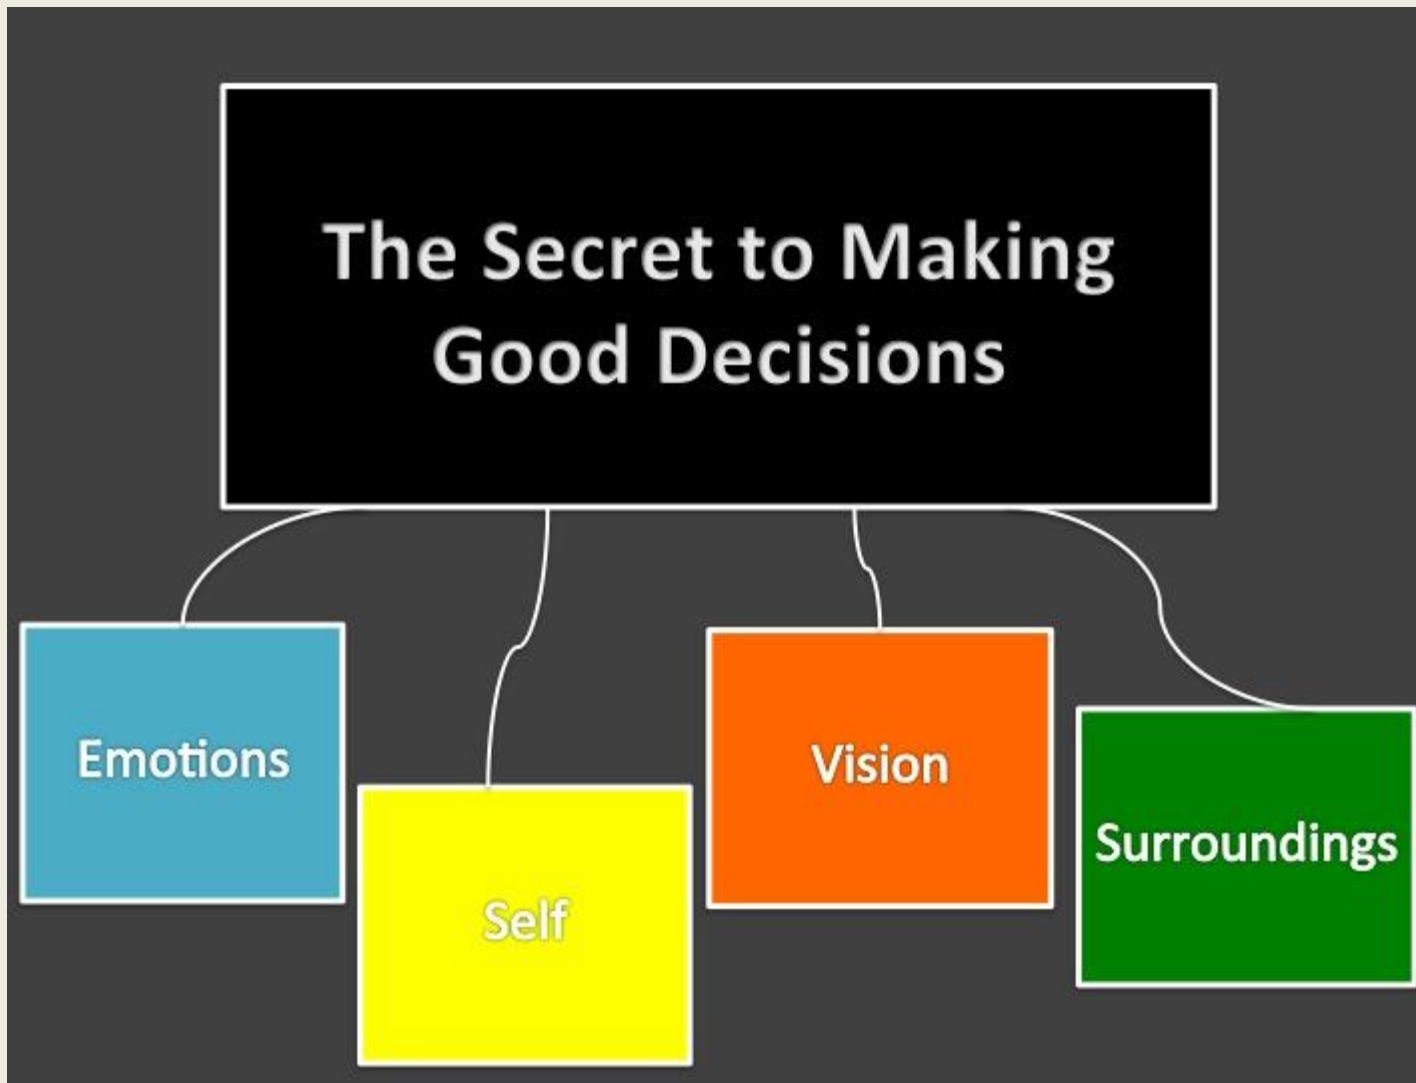 The Secret to Making
Good Decisions
Emotions
Self
Vision
Surroundings